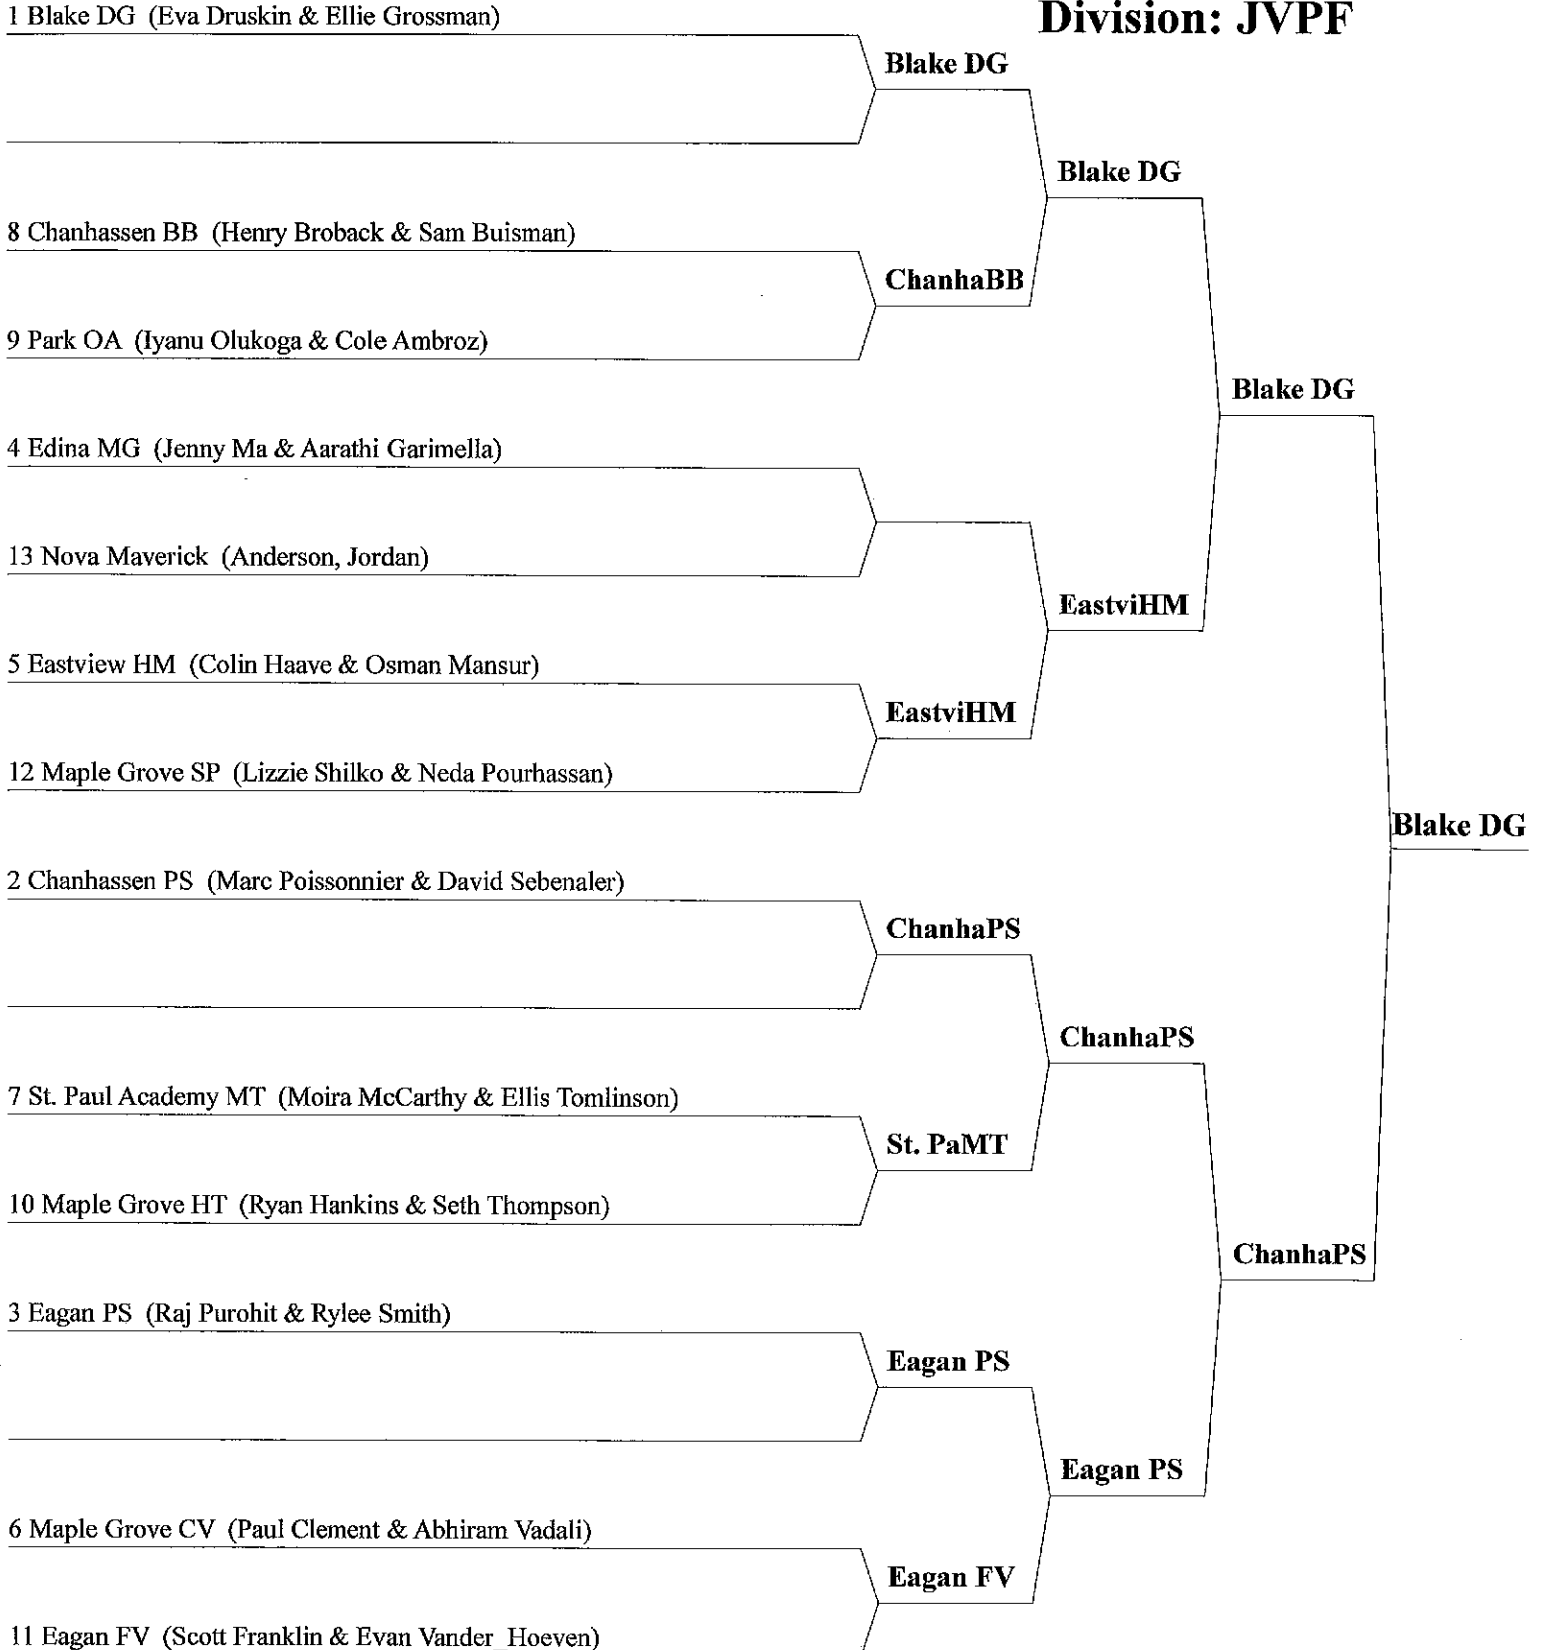 Division: JVPF
1 Blake DG (Eva Druskin & Ellie Grossman)
Blake DG
Blake DG
8 Chanhassen BB (Henry Broback & Sam Buisman)
ChanhaBB
9 Park OA (Iyanu Olukoga & Cole Ambroz)
Blake DG
4 Edina MG (Jenny Ma & Aarathi Garimella)
13 Nova Maverick (Anderson, Jordan)
EastviHM
5 Eastview HM (Colin Haave & Osman Mansur)
EastviHM
12 Maple Grove SP (Lizzie Shilko & Neda Pourhassan)
Blake DG
2 Chanhassen PS (Marc Poissonnier & David Sebenaler)
ChanhaPS
ChanhaPS
7 St. Paul Academy MT (Moira McCarthy & Ellis Tomlinson)
St. PaMT
10 Maple Grove HT (Ryan Hankins & Seth Thompson)
ChanhaPS
3 Eagan PS (Raj Purohit & Rylee Smith)
Eagan PS
Eagan PS
6 Maple Grove CV (Paul Clement & Abhiram Vadali)
Eagan FV
11 Eagan FV (Scott Franklin & Evan Vander_Hoeven)